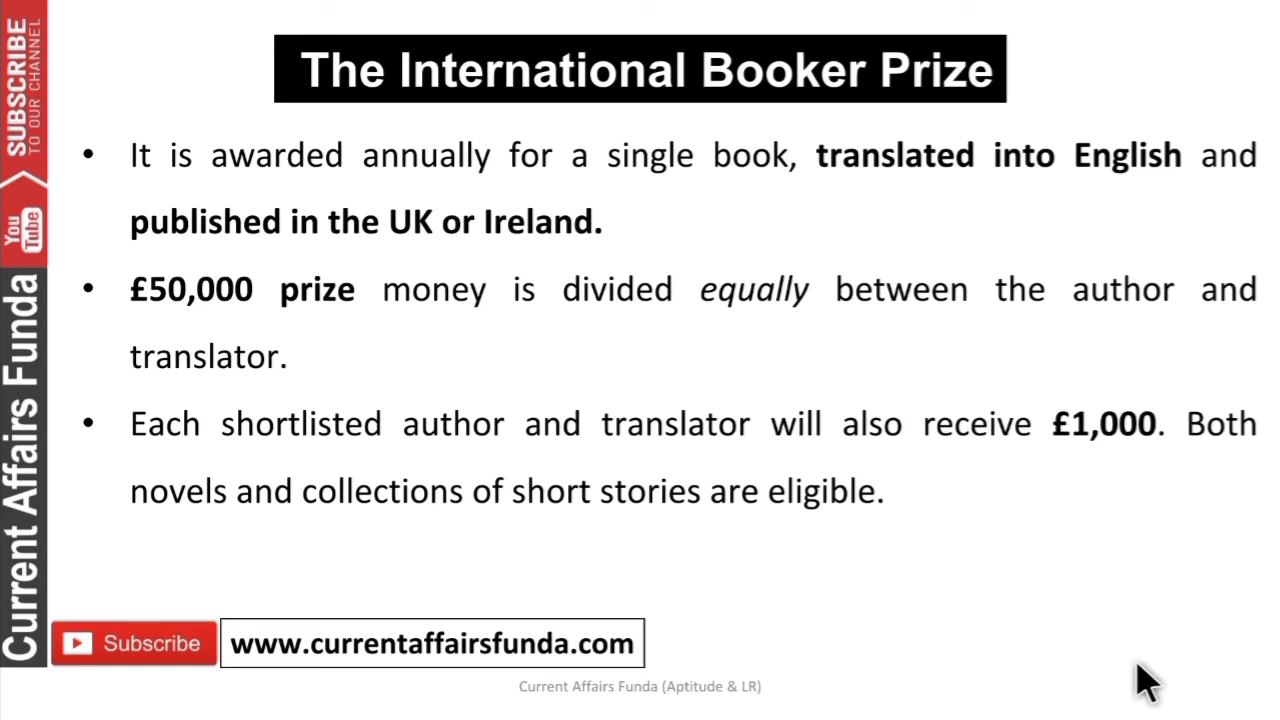 The International Booker Prize
• It is awarded annually for a single book, translated into English and
published in the UK or Ireland.
• £50,000 prize money is divided equally between the author and
translator.
• Each shortlisted author and translator will also receive £1,000. Both
novels and collections of short stories are eligible.
SUBSCRIBE
TO OUR CHANNEL
You
Tube
Current Affairs Funda
Subscribe
www.currentaffairsfunda.com
Current Affairs Funda (Aptitude & LR)